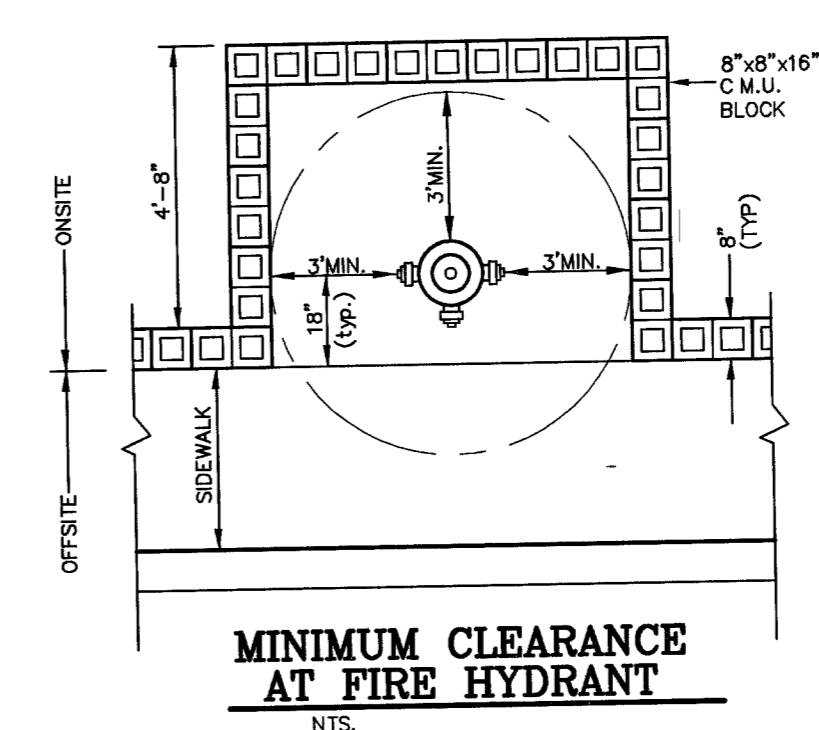 8"x8"x16"
C M.U.
BLOCK
4'-8"
ONSITE
3'MIN.
8"
(TYP)
3'MIN.
3'MIN.
18"
(typ.)
SIDEWALK
OFFSITE
MINIMUM CLEARANCE
AT FIRE HYDRANT
NTS.